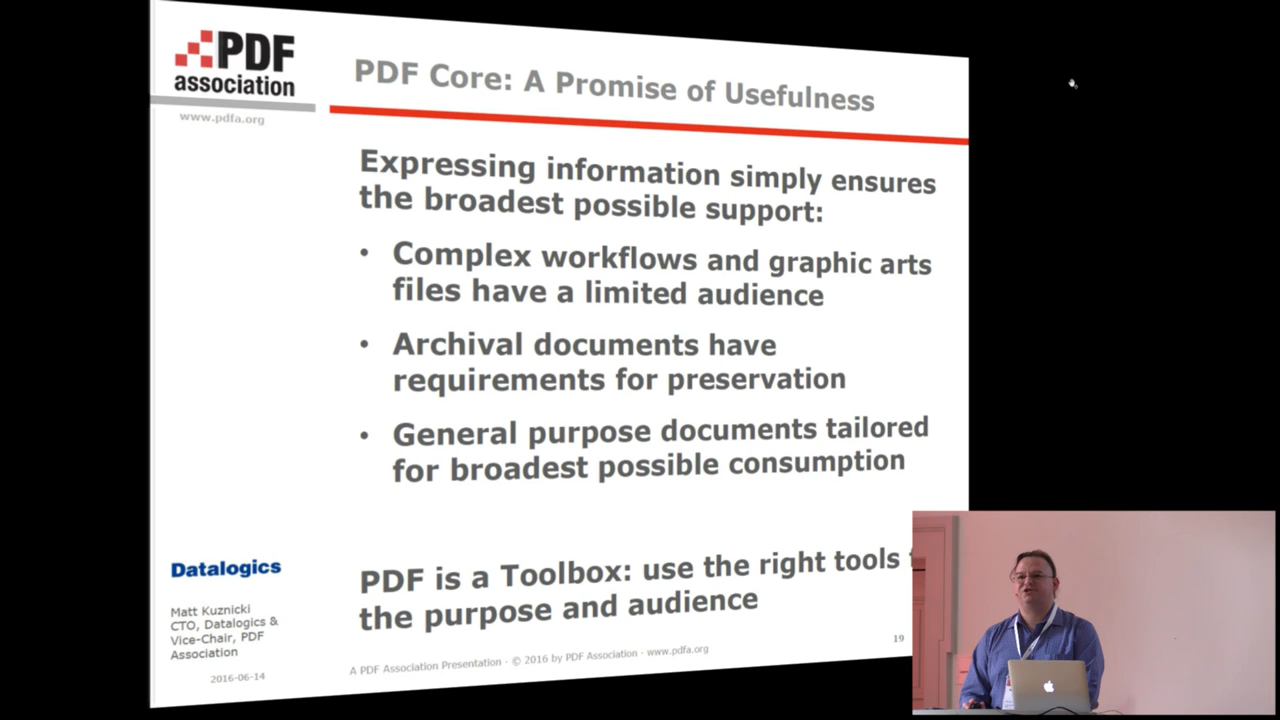 PDF
association
www.pdfa.org
PDF Core: A Promise of Usefulness
Expressing information simply ensures
the broadest possible support:
• Complex workflows and graphic arts
files have a limited audience
• Archival documents have
requirements for preservation
• General purpose documents tailored
for broadest possible consumption
PDF is a Toolbox: use the right tools
the purpose and audience
Datalogics
Matt Kuznicki
CTO, Datalogics &
Vice-Chair, PDF
Association
2016-06-14
A PDF Association Presentation · © 2016 by PDF Association · www.pdfa.org
19